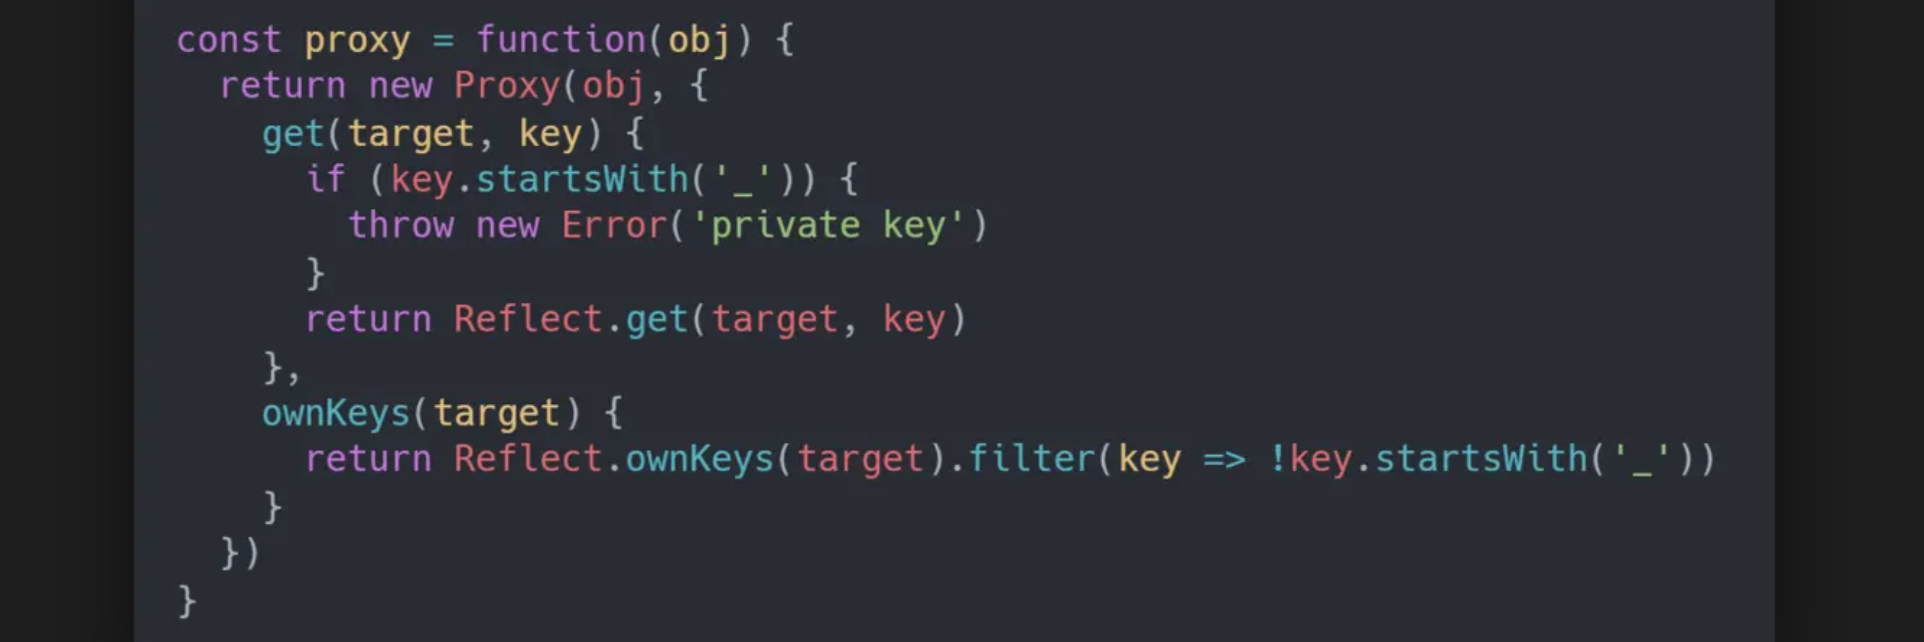 const proxy = function(obj) {
  return new Proxy(obj, {
    get(target, key) {
      if (key.startsWith('_')) {
        throw new Error('private key')
      }
      return Reflect.get(target, key)
    },
    ownKeys(target) {
      return Reflect.ownKeys(target).filter(key => !key.startsWith('_'))
    }
  })
}